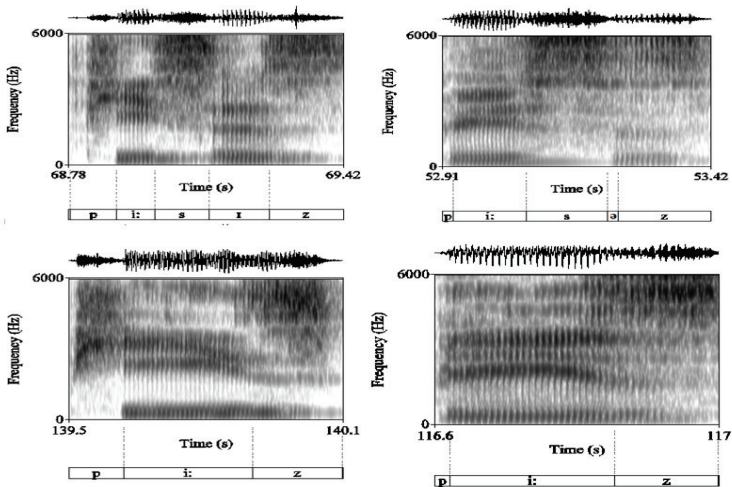 6000
Frequency (Hz)
0
68.78
69.42
Time (s)
p i: s ɪ z
6000
Frequency (Hz)
0
52.91
53.42
Time (s)
p i: s ə z
6000
Frequency (Hz)
0
139.5
140.1
Time (s)
p i: z
6000
Frequency (Hz)
0
116.6
117
Time (s)
p i: z